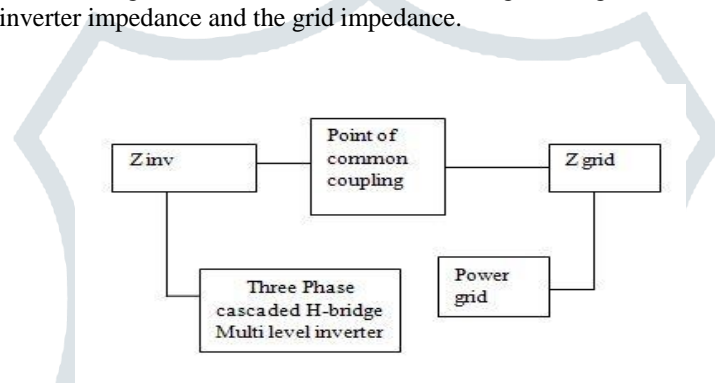 inverter impedance and the grid impedance.
Z inv
Point of
common
coupling
Z grid
Three Phase
cascaded H-bridge
Multi level inverter
Power
grid